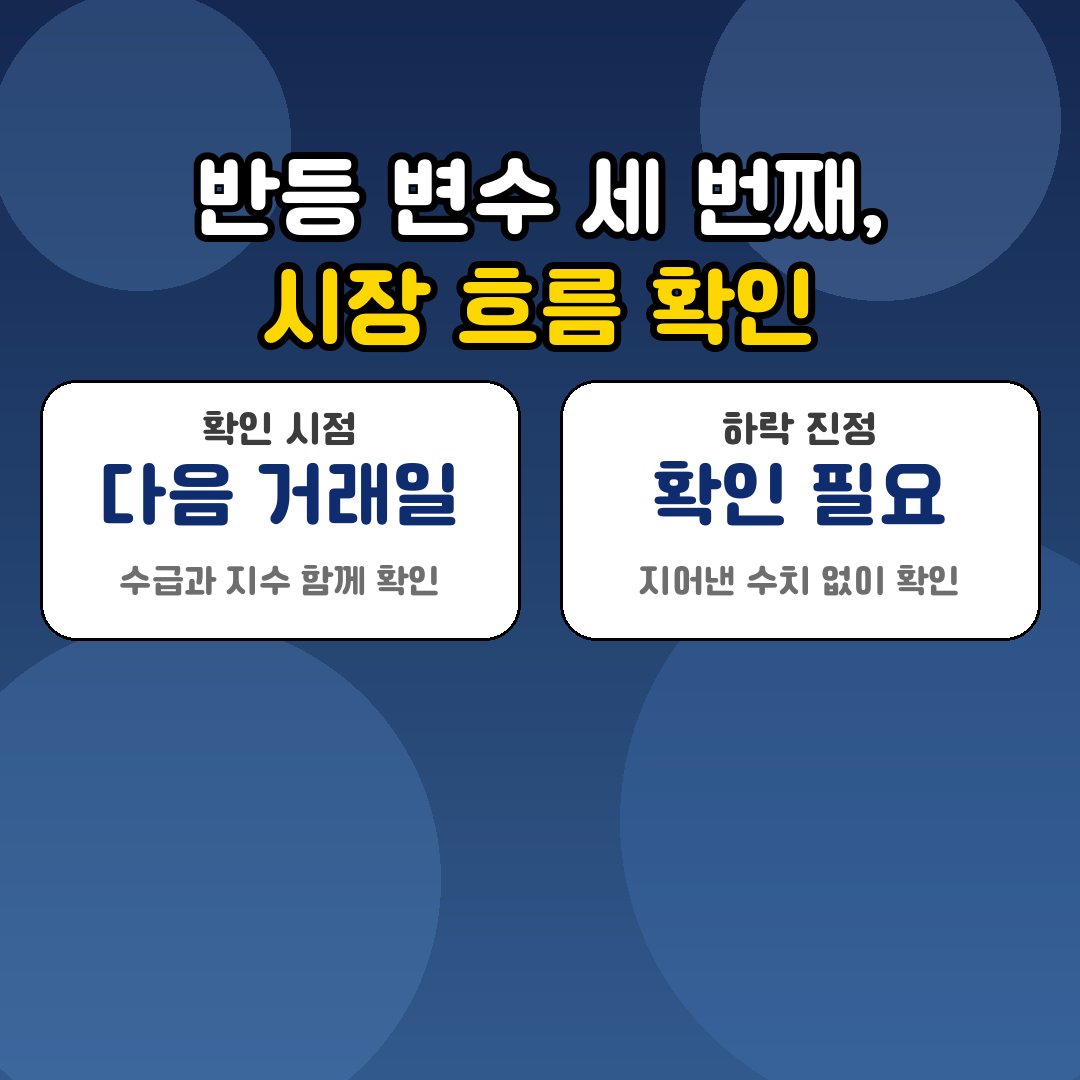 반등 변수 세 번째,
시장 흐름 확인
확인 시점
다음 거래일
수급과 지수 함께 확인
하락 진정
확인 필요
지어낸 수치 없이 확인